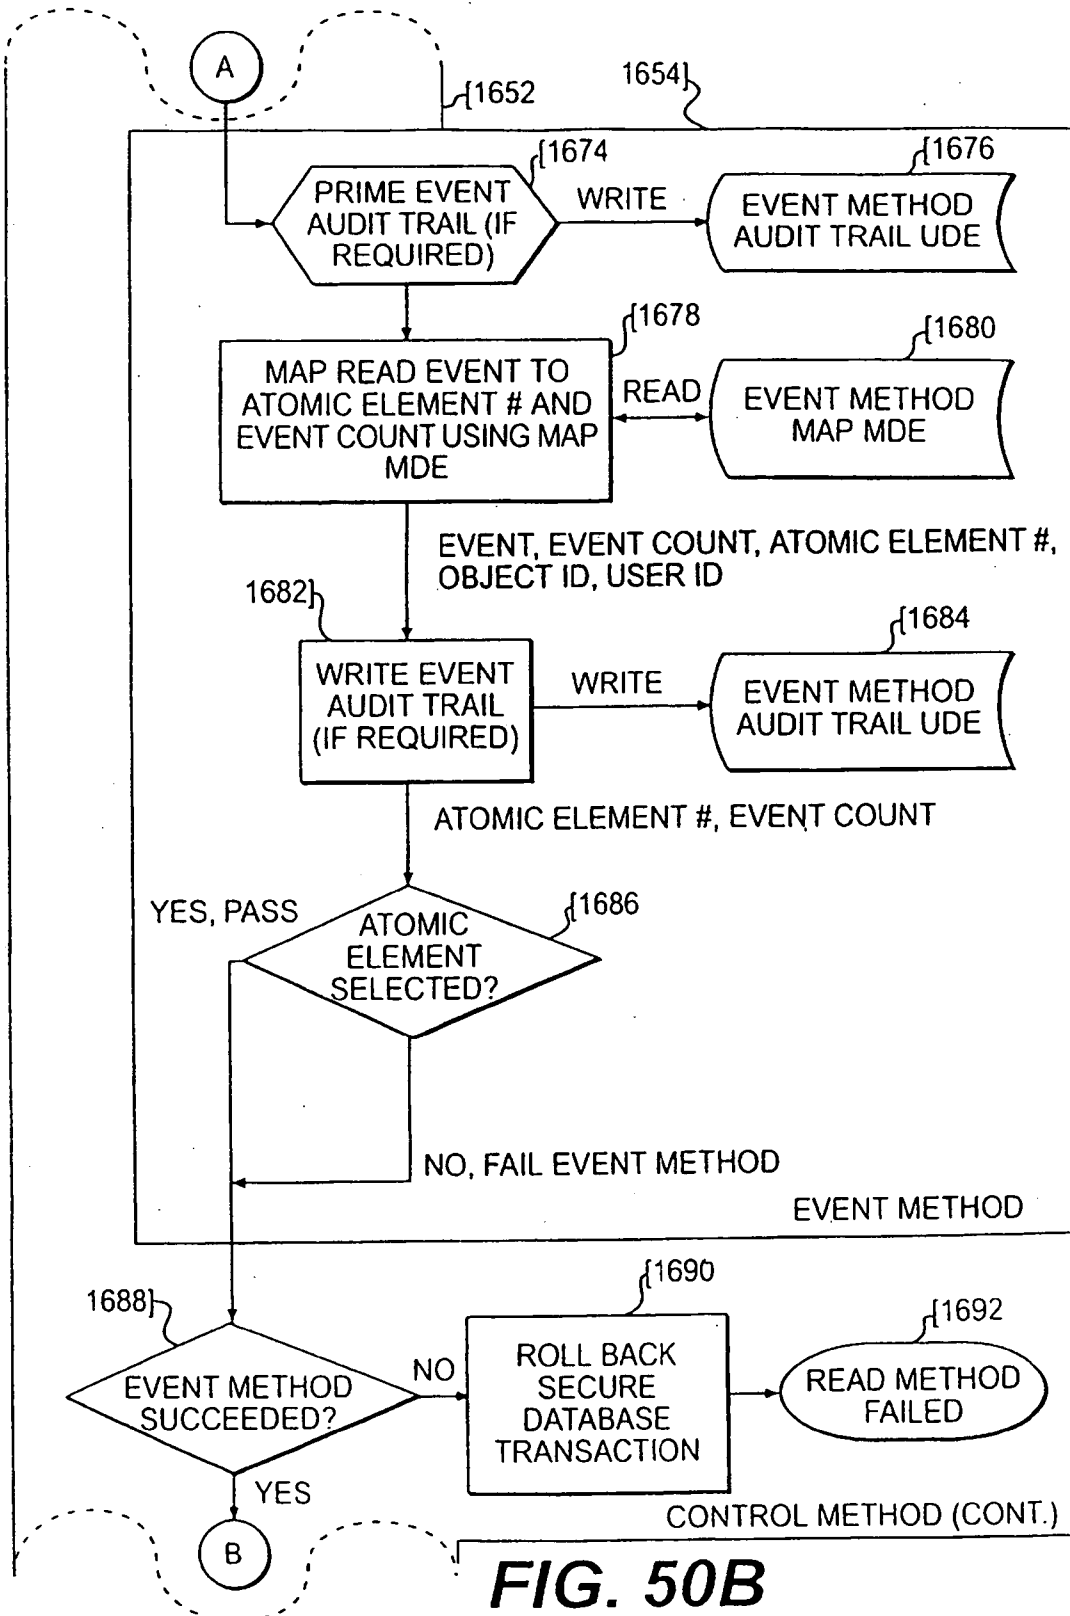 A
[1652
1654]
[1674
PRIME EVENT
AUDIT TRAIL (IF
REQUIRED)
WRITE
[1676
EVENT METHOD
AUDIT TRAIL UDE
[1678
MAP READ EVENT TO
ATOMIC ELEMENT # AND
EVENT COUNT USING MAP
MDE
READ
[1680
EVENT METHOD
MAP MDE
EVENT, EVENT COUNT, ATOMIC ELEMENT #,
OBJECT ID, USER ID
1682]
WRITE EVENT
AUDIT TRAIL
(IF REQUIRED)
WRITE
[1684
EVENT METHOD
AUDIT TRAIL UDE
ATOMIC ELEMENT #, EVENT COUNT
YES, PASS
[1686
ATOMIC
ELEMENT
SELECTED?
NO, FAIL EVENT METHOD
EVENT METHOD
1688]
EVENT METHOD
SUCCEEDED?
NO
[1690
ROLL BACK
SECURE
DATABASE
TRANSACTION
[1692
READ METHOD
FAILED
YES
B
CONTROL METHOD (CONT.)
FIG. 50B